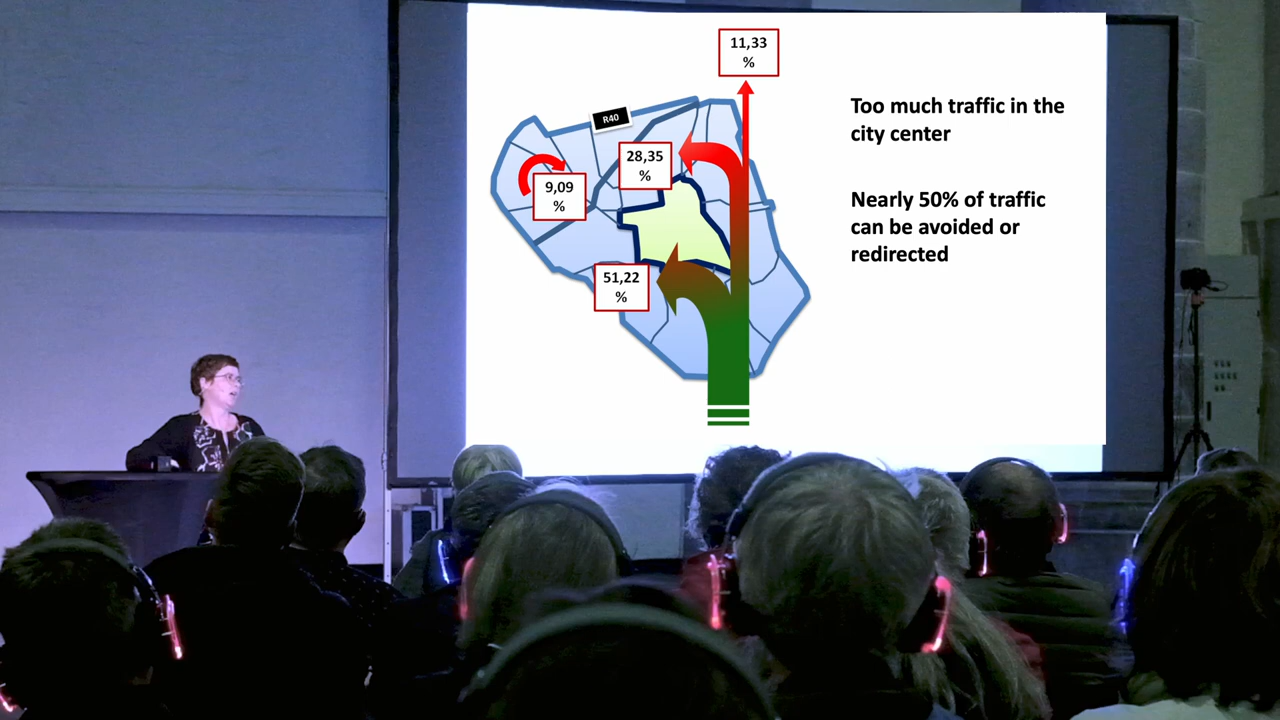 11,33
%
R40
28,35
%
9,09
%
51,22
%
Too much traffic in the
city center
Nearly 50% of traffic
can be avoided or
redirected